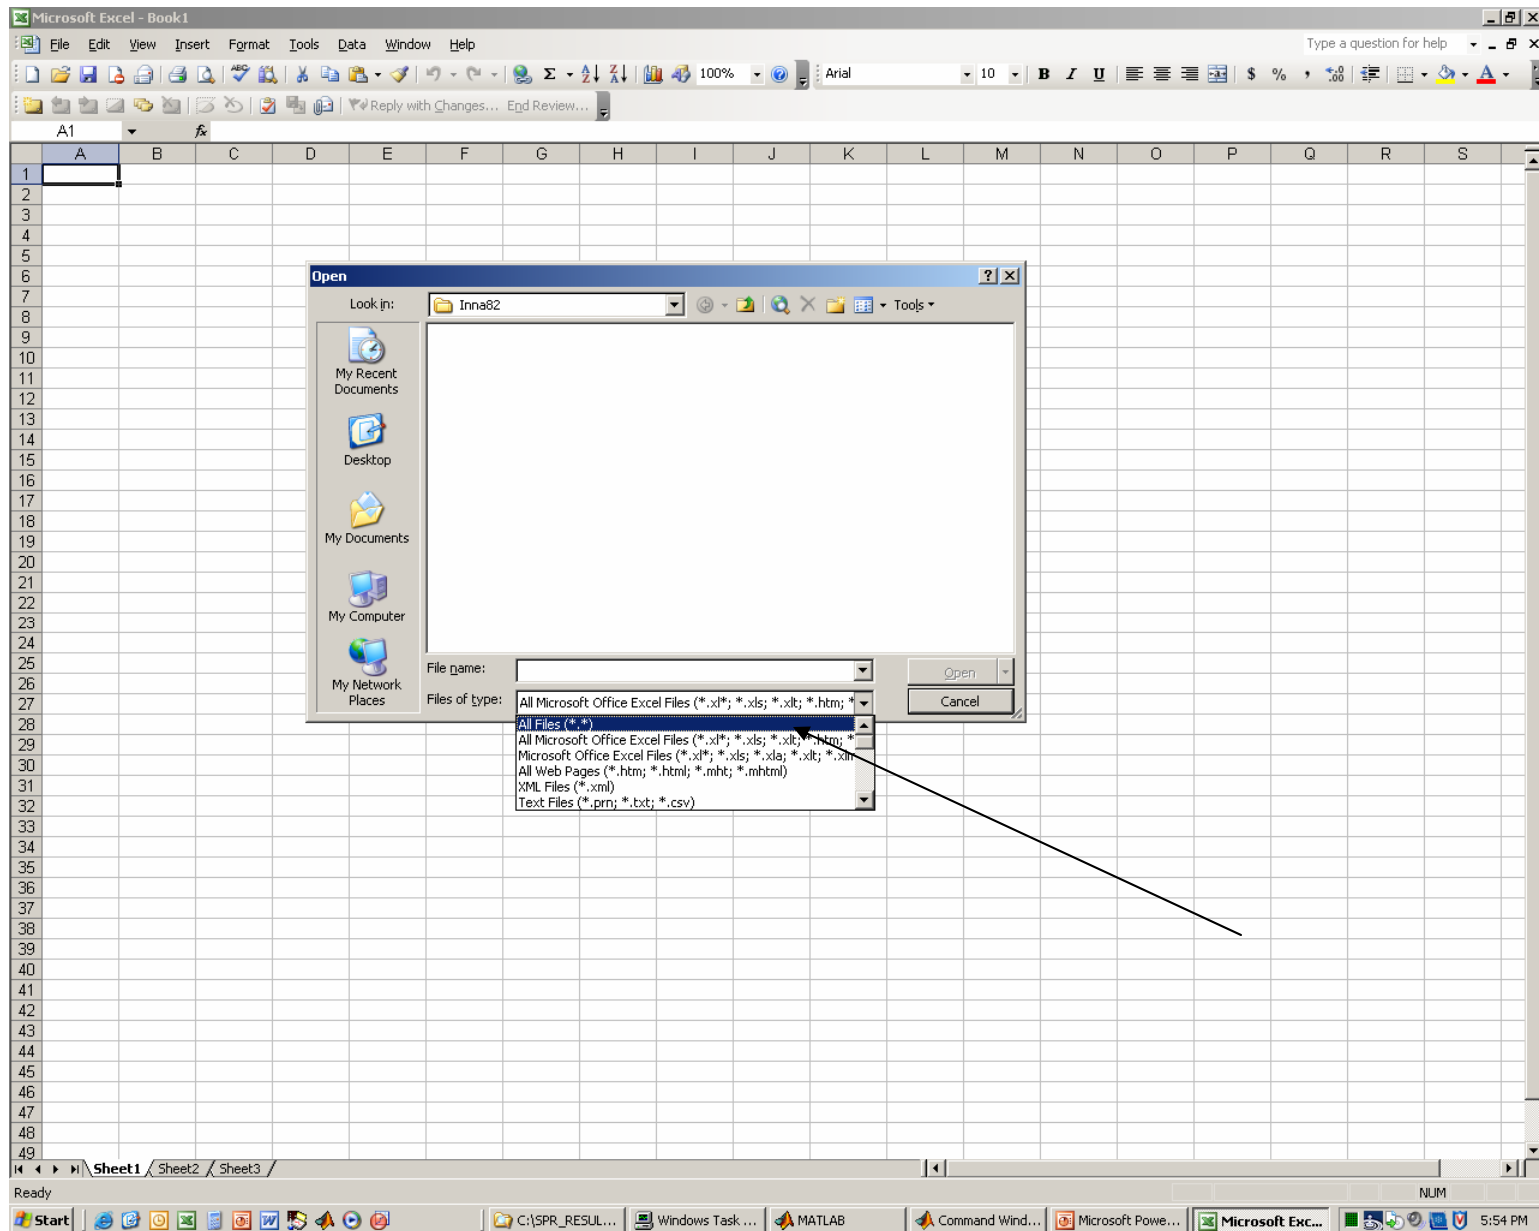 Microsoft Excel - Book1
File Edit View Insert Format Tools Data Window Help Type a question for help
100% Arial 10 B I U $ % , .00
Reply with Changes... End Review...
A1 fx
A B C D E F G H I J K L M N O P Q R S
1
2
3
4
5
6
7
8
9
10
11
12
13
14
15
16
17
18
19
20
21
22
23
24
25
26
27
28
29
30
31
32
33
34
35
36
37
38
39
40
41
42
43
44
45
46
47
48
49
Open
Look in: Inna82 Tools
My Recent
Documents
Desktop
My Documents
My Computer
My Network
Places
File name: Open
Files of type: All Microsoft Office Excel Files (*.xl*; *.xls; *.xlt; *.htm; * Cancel
All Files (*.*)
All Microsoft Office Excel Files (*.xl*; *.xls; *.xlt; *.htm; *
Microsoft Office Excel Files (*.xl*; *.xls; *.xla; *.xlt; *.xlm
All Web Pages (*.htm; *.html; *.mht; *.mhtml)
XML Files (*.xml)
Text Files (*.prn; *.txt; *.csv)
Sheet1 Sheet2 Sheet3
Ready NUM
Start C:\SPR_RESUL... Windows Task ... MATLAB Command Wind... Microsoft Powe... Microsoft Exc... 5:54 PM